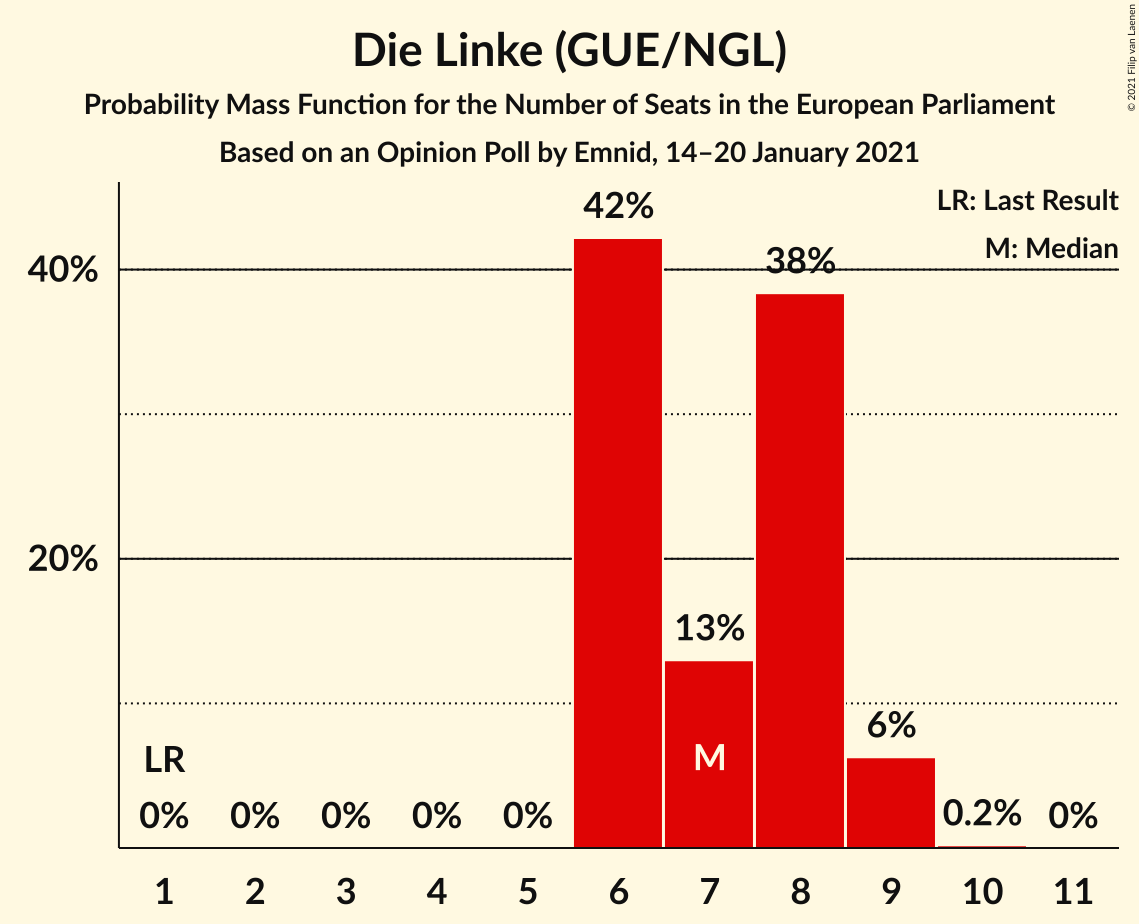 Die Linke (GUE/NGL)
Probability Mass Function for the Number of Seats in the European Parliament
Based on an Opinion Poll by Emnid, 14–20 January 2021
© 2021 Filip van Laenen
LR: Last Result
M: Median
42%
38%
40%
20%
13%
6%
M
LR
0% 0% 0% 0% 0% 0.2% 0%
1 2 3 4 5 6 7 8 9 10 11